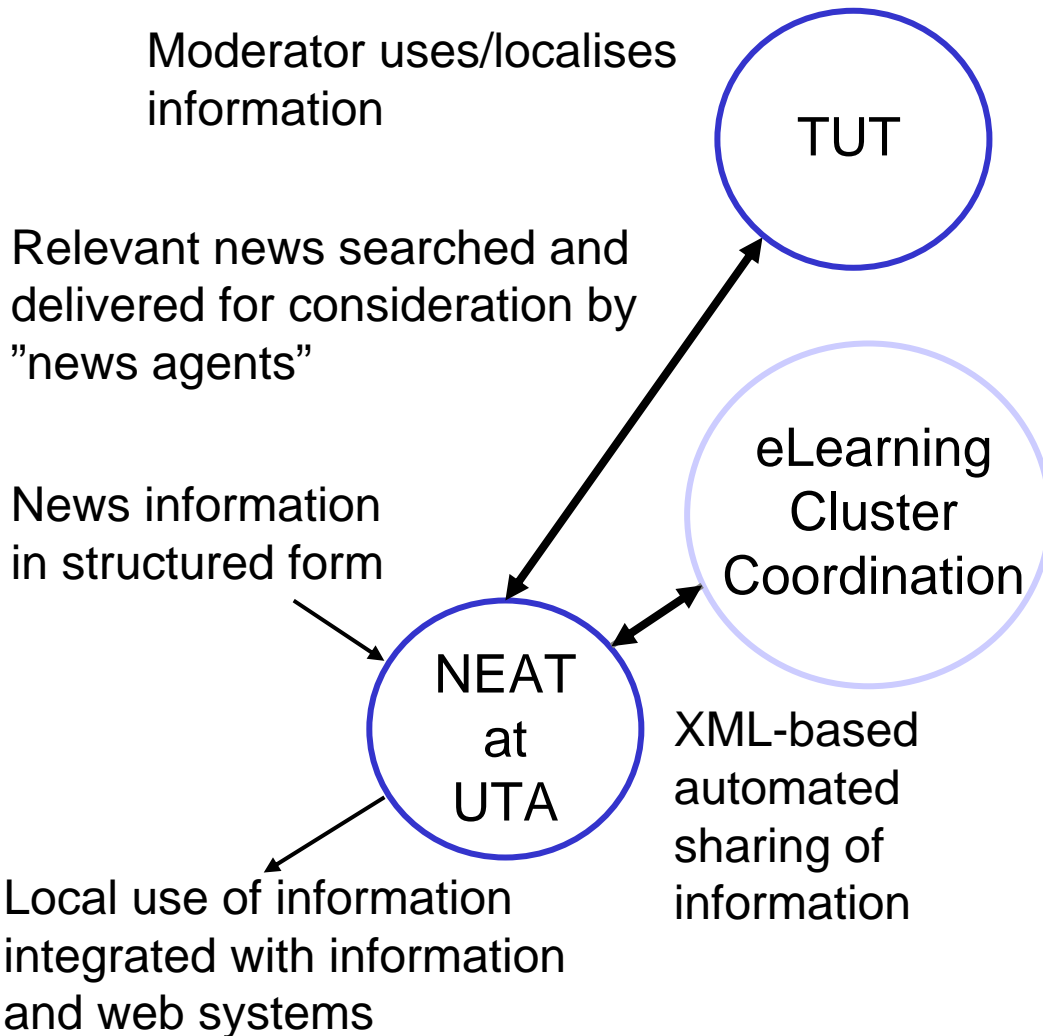 Moderator uses/localises
information
TUT
Relevant news searched and
delivered for consideration by
”news agents”
eLearning
Cluster
Coordination
News information
in structured form
NEAT
at
UTA
XML-based
automated
sharing of
information
Local use of information
integrated with information
and web systems